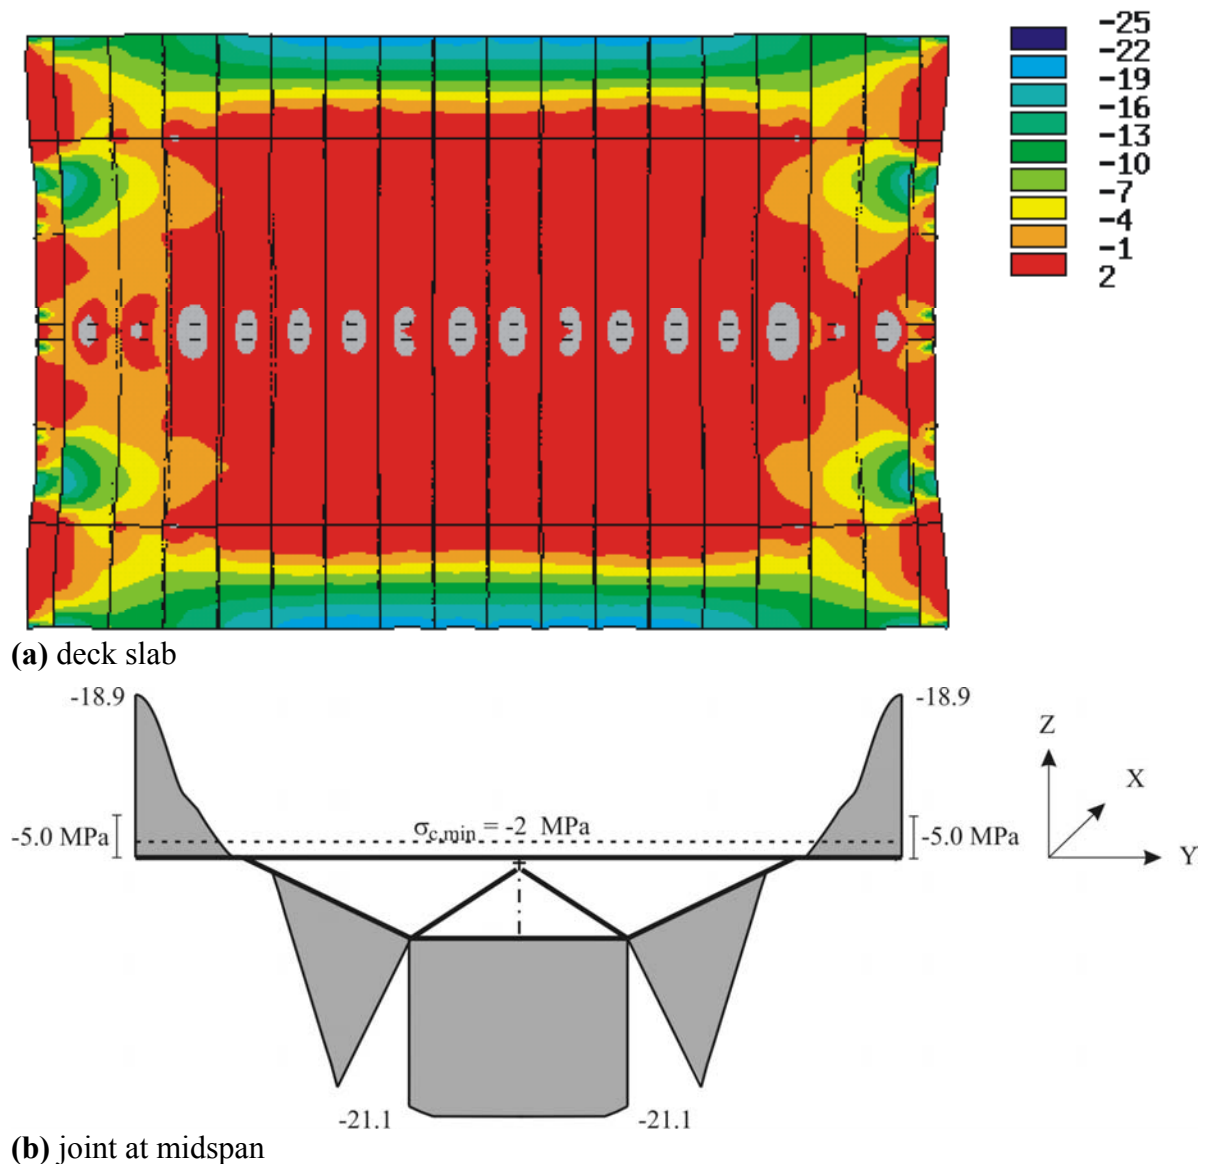 -25
-22
-19
-16
-13
-10
-7
-4
-1
2
(a) deck slab
-18.9
-18.9
Z
X
-5.0 MPa
σc,min = -2 MPa
-5.0 MPa
Y
-21.1
-21.1
(b) joint at midspan